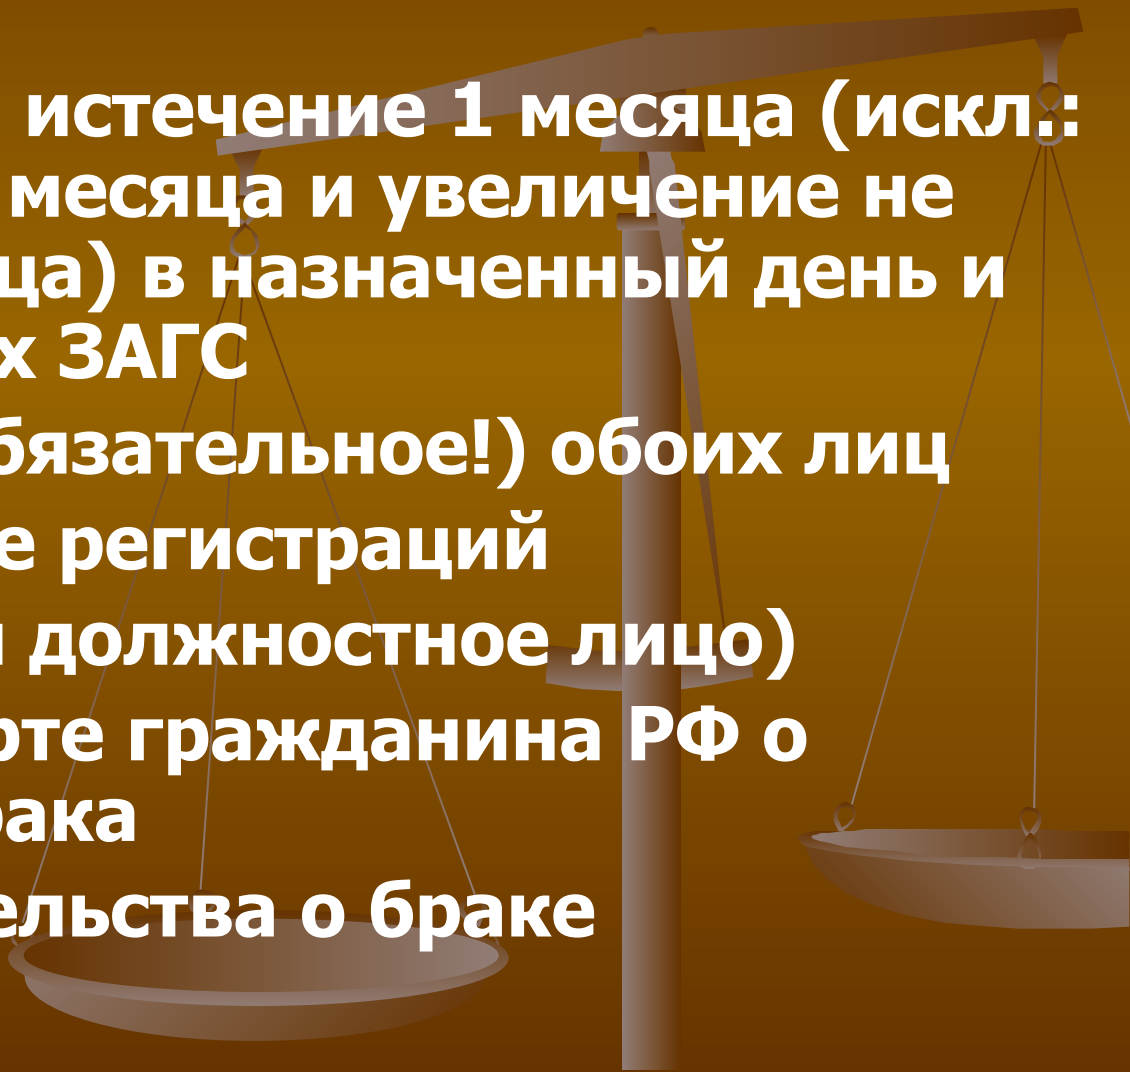 истечение 1 месяца (искл.:
месяца и увеличение не
ца) в назначенный день и
х ЗАГС
бязательное!) обоих лиц
е регистраций
должностное лицо)
рте гражданина РФ о
рака
ельства о браке